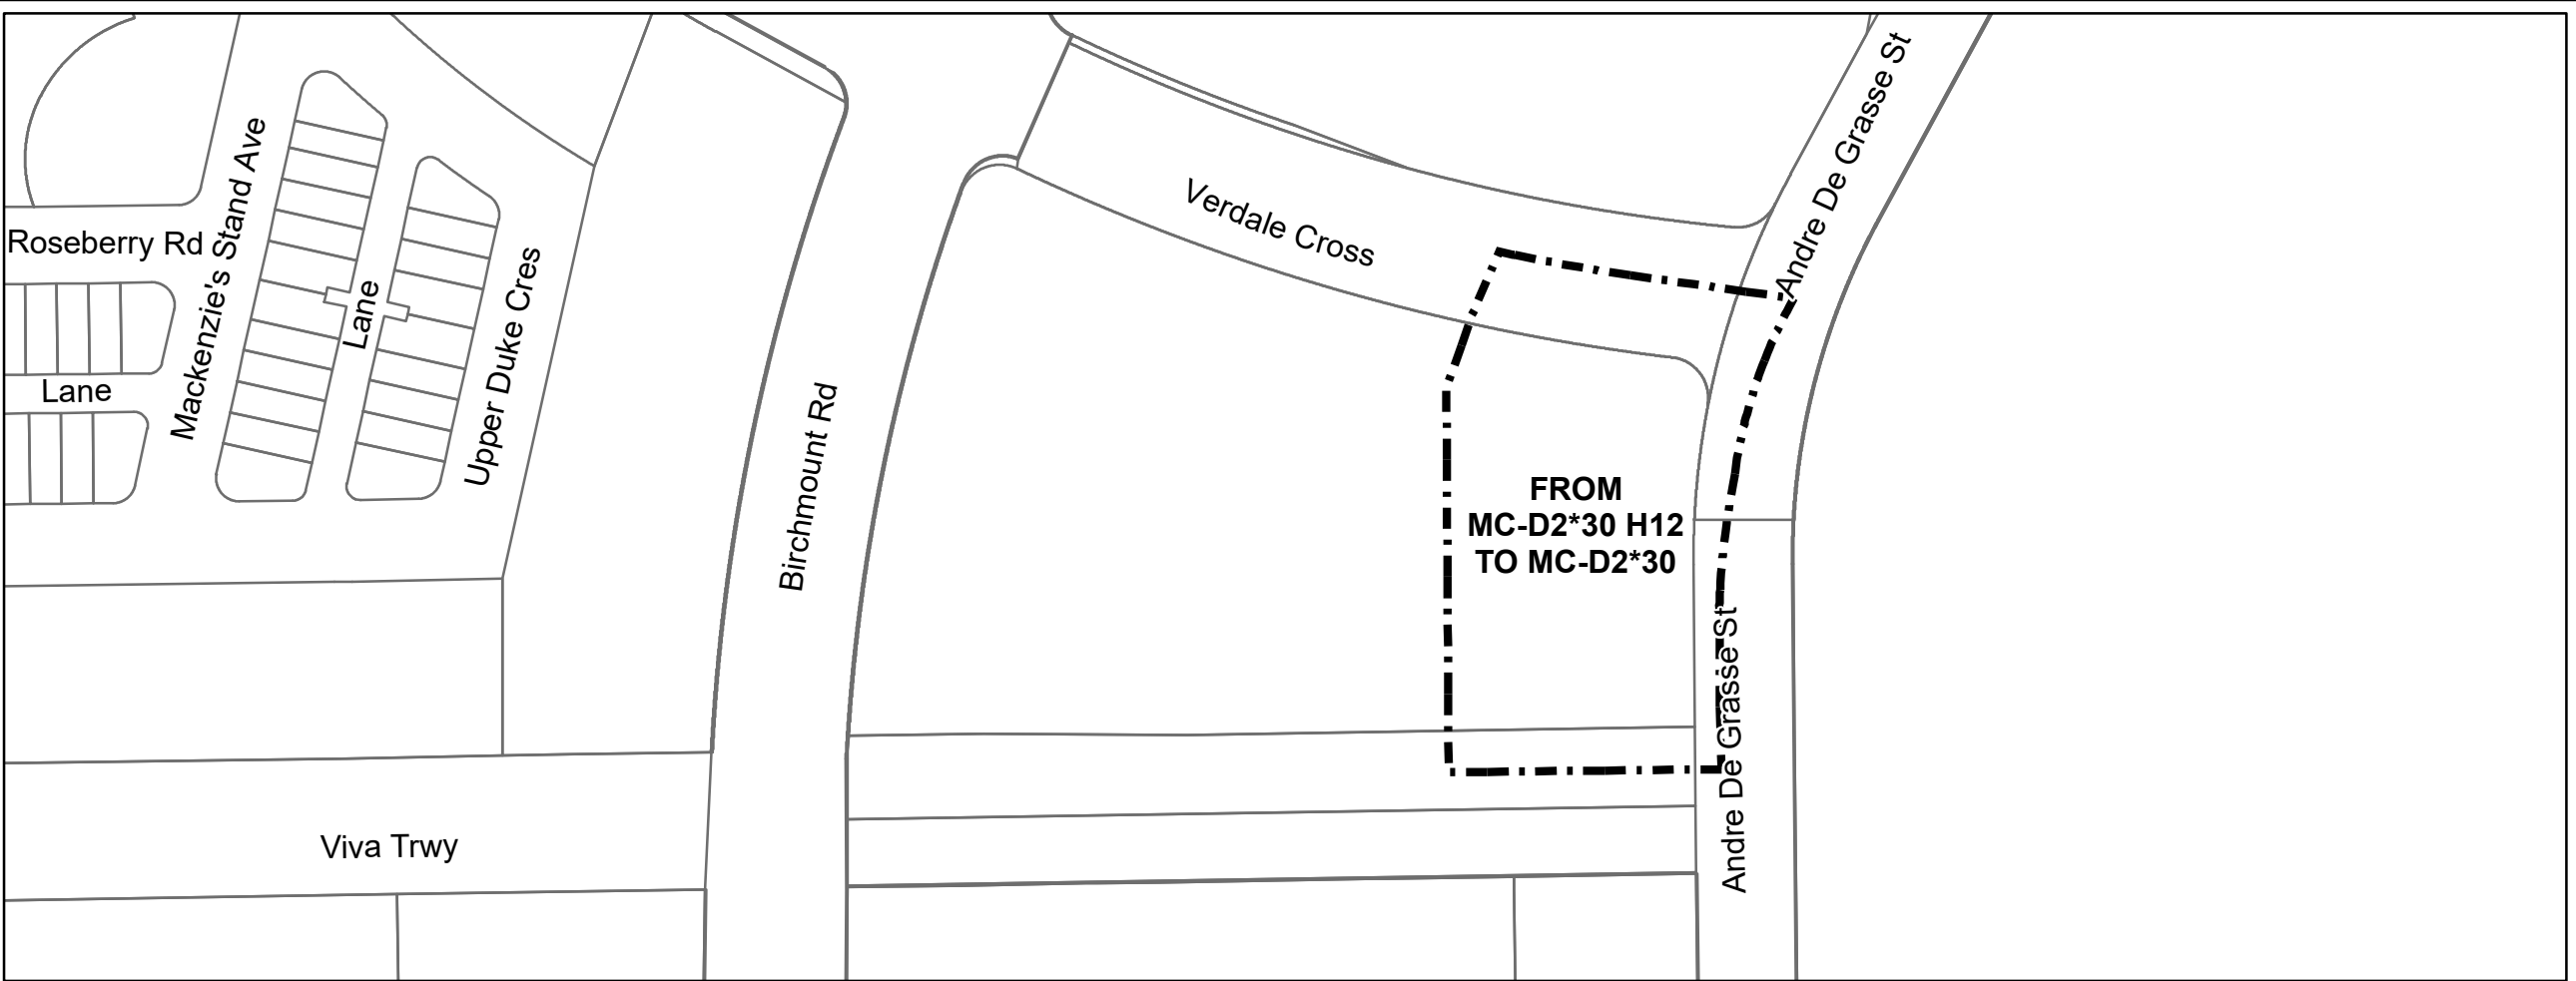 Andre De Grasse St
Mackenzie's Stand Ave
Verdale Cross
Roseberry Rd
Upper Duke Cres
Lane
Lane
Birchmount Rd
FROM
MC-D2*30 H12
TO MC-D2*30
Andre De Grasse St
Viva Trwy